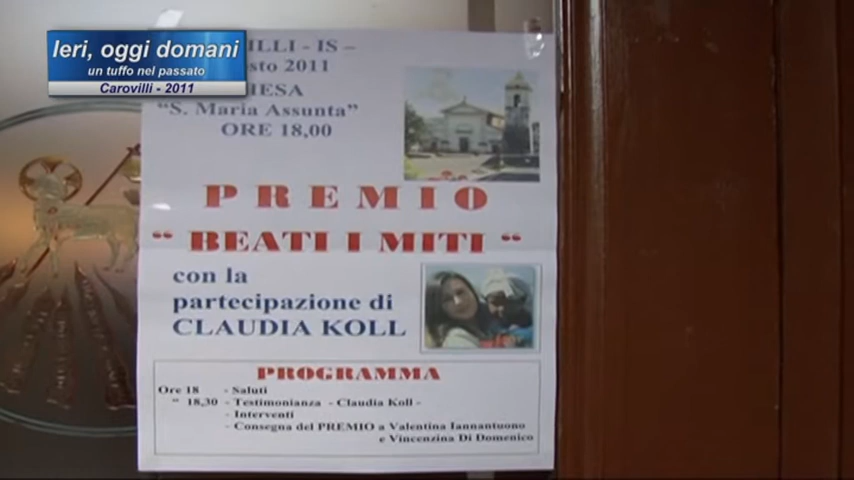 Ieri, oggi domani
un tuffo nel passato
Carovilli - 2011
ILLI - IS -
sto 2011
IESA
“S. Maria Assunta”
ORE 18,00
PREMIO
“ BEATI I MITI “
con la
partecipazione di
CLAUDIA KOLL
PROGRAMMA
Ore 18 - Saluti
“ 18,30 - Testimonianza - Claudia Koll -
- Interventi
- Consegna del PREMIO a Valentina Iannantuono
e Vincenzina Di Domenico